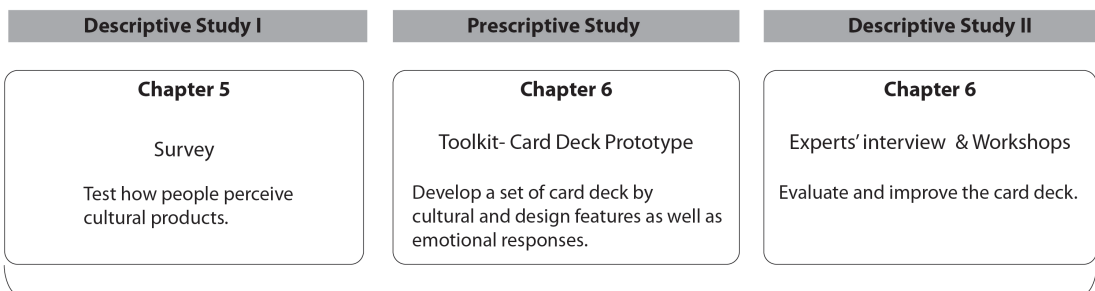 Descriptive Study I
Prescriptive Study
Descriptive Study II
Chapter 5
Survey
Test how people perceive
cultural products.
Chapter 6
Toolkit- Card Deck Prototype
Develop a set of card deck by
cultural and design features as well as
emotional responses.
Chapter 6
Experts' interview & Workshops
Evaluate and improve the card deck.